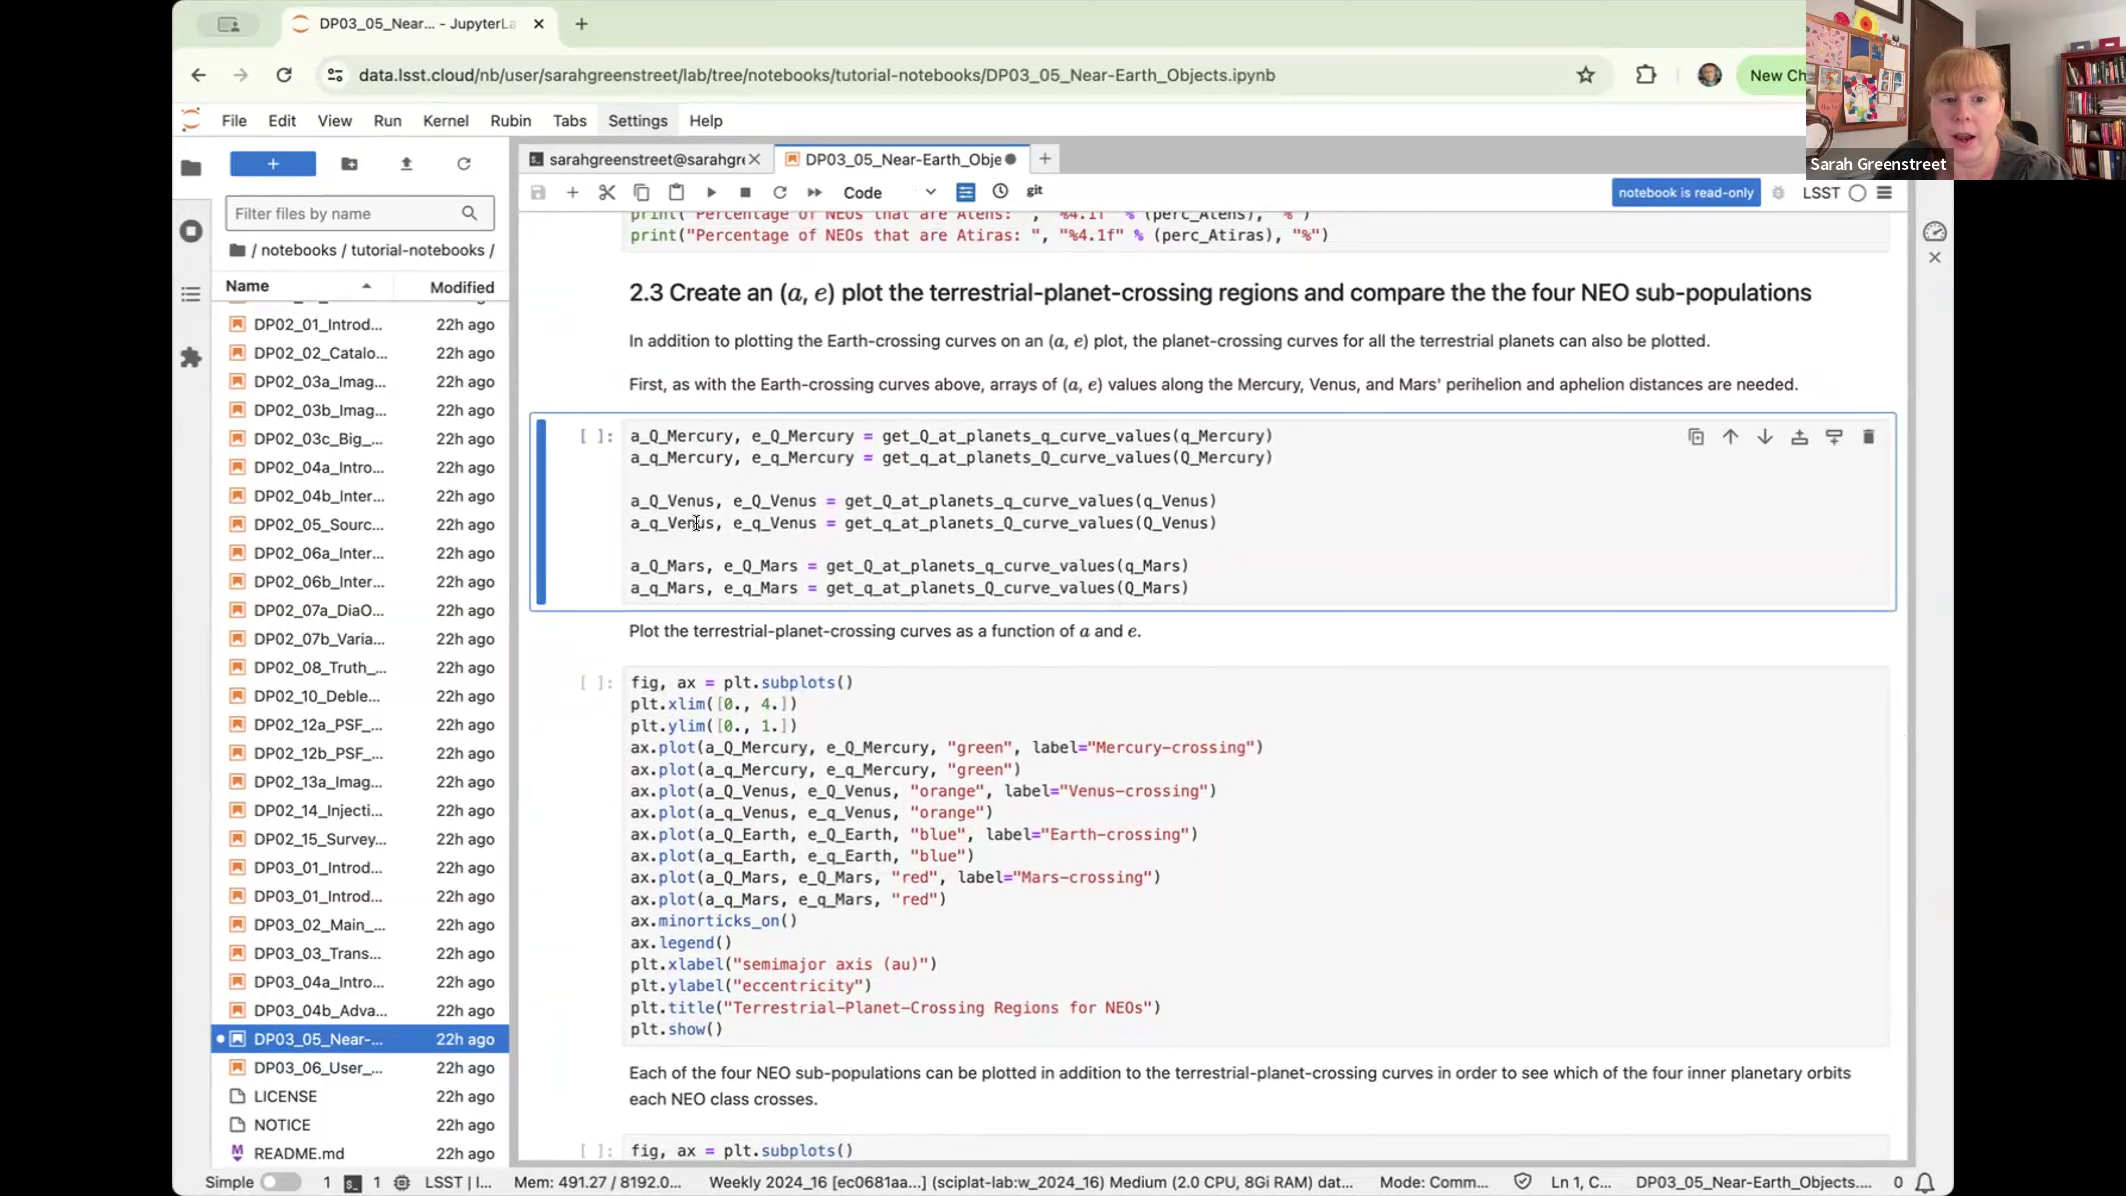 DP03_05_Near... - JupyterLa
data.lsst.cloud/nb/user/sarahgreenstreet/lab/tree/notebooks/tutorial-notebooks/DP03_05_Near-Earth_Objects.ipynb
New Ch
Sarah Greenstreet
File Edit View Run Kernel Rubin Tabs Settings Help
sarahgreenstreet@sarahgre
DP03_05_Near-Earth_Obje
Code
git
notebook is read-only
LSST
Filter files by name
/ notebooks / tutorial-notebooks /
Name Modified
DP02_01_Introd... 22h ago
DP02_02_Catalo... 22h ago
DP02_03a_Imag... 22h ago
DP02_03b_Imag... 22h ago
DP02_03c_Big_... 22h ago
DP02_04a_Intro... 22h ago
DP02_04b_Inter... 22h ago
DP02_05_Sourc... 22h ago
DP02_06a_Inter... 22h ago
DP02_06b_Inter... 22h ago
DP02_07a_DiaO... 22h ago
DP02_07b_Varia... 22h ago
DP02_08_Truth_... 22h ago
DP02_10_Deble... 22h ago
DP02_12a_PSF_... 22h ago
DP02_12b_PSF_... 22h ago
DP02_13a_Imag... 22h ago
DP02_14_Injecti... 22h ago
DP02_15_Survey... 22h ago
DP03_01_Introd... 22h ago
DP03_01_Introd... 22h ago
DP03_02_Main_... 22h ago
DP03_03_Trans... 22h ago
DP03_04a_Intro... 22h ago
DP03_04b_Adva... 22h ago
DP03_05_Near-... 22h ago
DP03_06_User_... 22h ago
LICENSE 22h ago
NOTICE 22h ago
README.md 22h ago
print("Percentage of NEOs that are Atens: ", "%4.1f" % (perc_Atens), "%")
print("Percentage of NEOs that are Atiras: ", "%4.1f" % (perc_Atiras), "%")
2.3 Create an (a, e) plot the terrestrial-planet-crossing regions and compare the the four NEO sub-populations
In addition to plotting the Earth-crossing curves on an (a, e) plot, the planet-crossing curves for all the terrestrial planets can also be plotted.
First, as with the Earth-crossing curves above, arrays of (a, e) values along the Mercury, Venus, and Mars' perihelion and aphelion distances are needed.
[ ]:
a_Q_Mercury, e_Q_Mercury = get_Q_at_planets_q_curve_values(q_Mercury)
a_q_Mercury, e_q_Mercury = get_q_at_planets_Q_curve_values(Q_Mercury)
a_Q_Venus, e_Q_Venus = get_Q_at_planets_q_curve_values(q_Venus)
a_q_Venus, e_q_Venus = get_q_at_planets_Q_curve_values(Q_Venus)
a_Q_Mars, e_Q_Mars = get_Q_at_planets_Q_curve_values(q_Mars)
a_q_Mars, e_q_Mars = get_q_at_planets_Q_curve_values(Q_Mars)
Plot the terrestrial-planet-crossing curves as a function of a and e.
[ ]:
fig, ax = plt.subplots()
plt.xlim([0., 4.])
plt.ylim([0., 1.])
ax.plot(a_Q_Mercury, e_Q_Mercury, "green", label="Mercury-crossing")
ax.plot(a_q_Mercury, e_q_Mercury, "green")
ax.plot(a_Q_Venus, e_Q_Venus, "orange", label="Venus-crossing")
ax.plot(a_q_Venus, e_q_Venus, "orange")
ax.plot(a_Q_Earth, e_Q_Earth, "blue", label="Earth-crossing")
ax.plot(a_q_Earth, e_q_Earth, "blue")
ax.plot(a_Q_Mars, e_Q_Mars, "red", label="Mars-crossing")
ax.plot(a_q_Mars, e_q_Mars, "red")
ax.minorticks_on()
ax.legend()
plt.xlabel("semimajor axis (au)")
plt.ylabel("eccentricity")
plt.title("Terrestrial-Planet-Crossing Regions for NEOs")
plt.show()
Each of the four NEO sub-populations can be plotted in addition to the terrestrial-planet-crossing curves in order to see which of the four inner planetary orbits
each NEO class crosses.
[ ]:
fig, ax = plt.subplots()
Simple 1 1 LSST | I... Mem: 491.27 / 8192.0... Weekly 2024_16 [ec0681aa...] (sciplat-lab:w_2024_16) Medium (2.0 CPU, 8Gi RAM) dat... Mode: Comm... Ln 1, C... DP03_05_Near-Earth_Objects.... 0